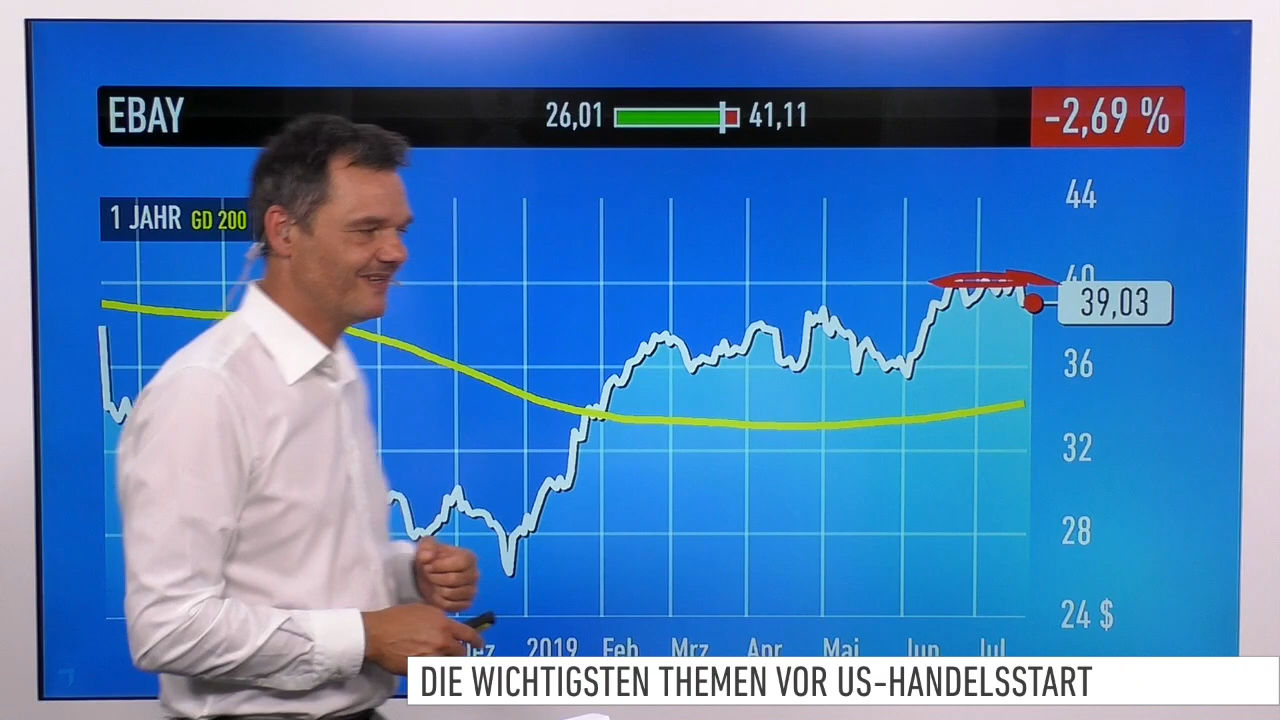 EBAY 26,01 41,11 -2,69 %
1 JAHR GD 200
44
40
39,03
36
32
28
24 $
Dez 2019 Feb Mrz Apr Mai Jun Jul
DIE WICHTIGSTEN THEMEN VOR US-HANDELSSTART